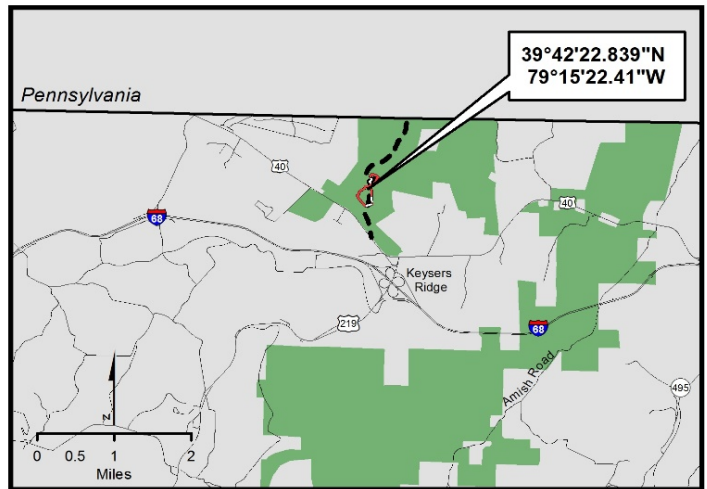 39°42'22.839"N
79°15'22.41"W
Pennsylvania
40
40
68
Keysers
Ridge
219
68
Amish Road
495
N
0 0.5 1 2
Miles